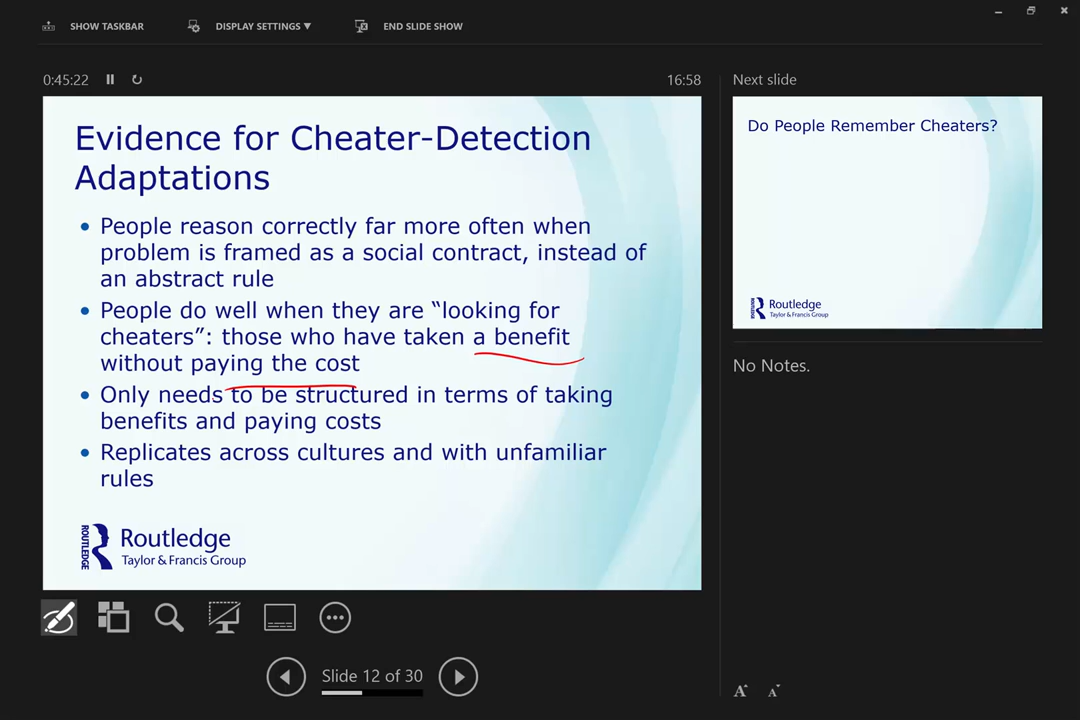 SHOW TASKBAR
DISPLAY SETTINGS ▼
END SLIDE SHOW
0:45:22
16:58
Evidence for Cheater-Detection
Adaptations
• People reason correctly far more often when
problem is framed as a social contract, instead of
an abstract rule
• People do well when they are “looking for
cheaters”: those who have taken a benefit
without paying the cost
• Only needs to be structured in terms of taking
benefits and paying costs
• Replicates across cultures and with unfamiliar
rules
ROUTLEDGE
Routledge
Taylor & Francis Group
Slide 12 of 30
Next slide
Do People Remember Cheaters?
ROUTLEDGE
Routledge
Taylor & Francis Group
No Notes.
A A